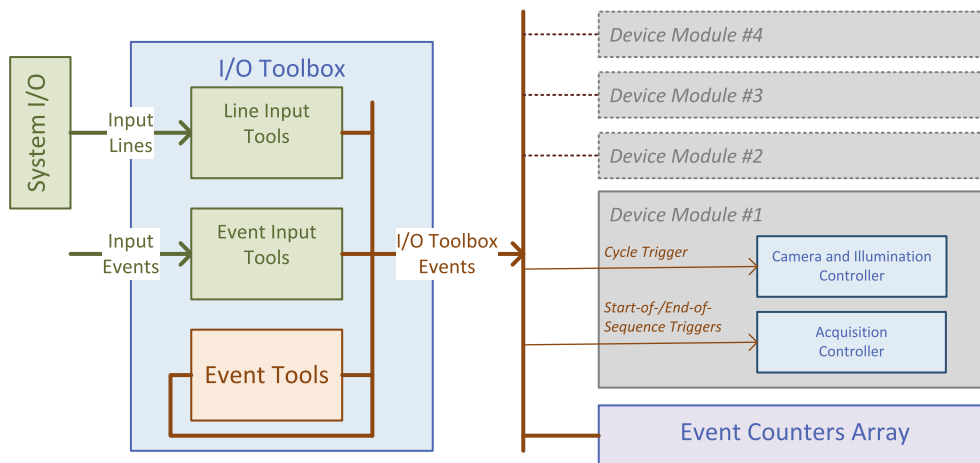 System I/O
Input
Lines
Input
Events
I/O Toolbox
Line Input
Tools
Event Input
Tools
Event Tools
I/O Toolbox
Events
Device Module #4
Device Module #3
Device Module #2
Device Module #1
Cycle Trigger
Camera and Illumination
Controller
Start-of-/End-of-
Sequence Triggers
Acquisition
Controller
Event Counters Array